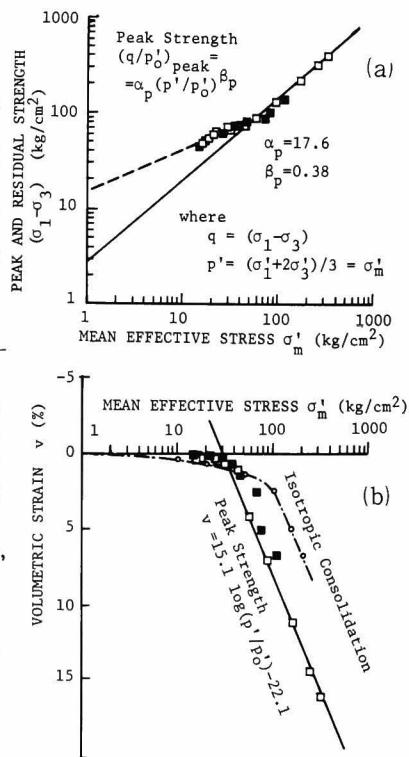 PEAK AND RESIDUAL STRENGTH
(σ1-σ3) (kg/cm²)
1000
100
10
1
Peak Strength
(q/p'o)peak=
=αp(p'/p'o)βp
(a)
αp=17.6
βp=0.38
where
q = (σ1-σ3)
p'= (σ'1+2σ'3)/3 = σ'm
1 10 100 1000
MEAN EFFECTIVE STRESS σ'm (kg/cm²)
-5
MEAN EFFECTIVE STRESS σ'm (kg/cm²)
1 10 100 1000
0
5
10
15
VOLUMETRIC STRAIN v (%)
(b)
Isotropic Consolidation
Peak Strength
v =15.1 log(p'/p'o)-22.1